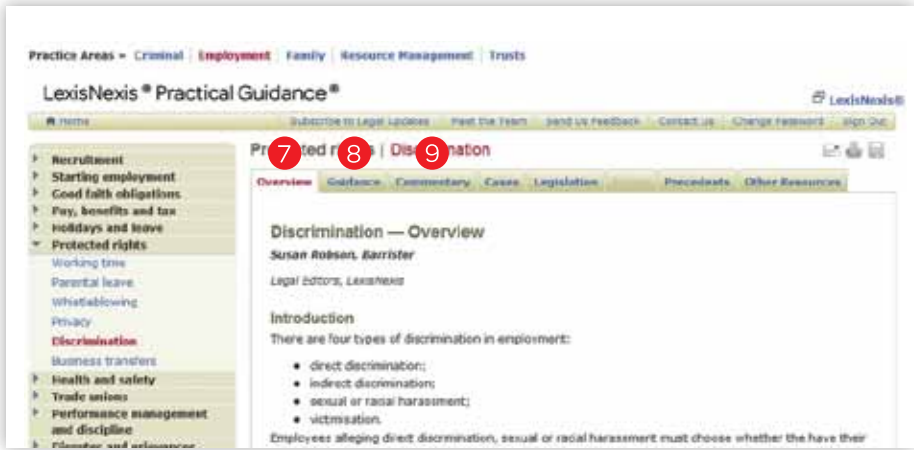 Practice Areas » Criminal | Employment | Family | Resource Management | Trusts
LexisNexis ® Practical Guidance ®
LexisNexis®
Home
Subscribe to Legal Updates Meet the Team Send Us Feedback Contact Us Change Password Sign Out
7 8 9
Protected rights | Discrimination
Overview Guidance Commentary Cases Legislation Precedents Other Resources
Recruitment
Starting employment
Good faith obligations
Pay, benefits and tax
Holidays and leave
Protected rights
Working time
Parental leave
Whistleblowing
Privacy
Discrimination
Business transfers
Health and safety
Trade unions
Performance management
and discipline
Disputes and grievances
Discrimination — Overview
Susan Robson, Barrister
Legal Editors, LexisNexis
Introduction
There are four types of discrimination in employment:
• direct discrimination;
• indirect discrimination;
• sexual or racial harassment;
• victimisation.
Employees alleging direct discrimination, sexual or racial harassment must choose whether the have their